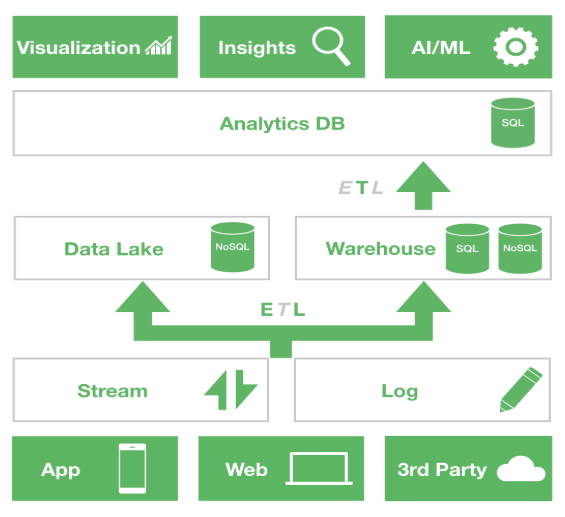 Visualization
Insights
AI/ML
Analytics DB
SQL
ETL
Data Lake
NoSQL
Warehouse
SQL
NoSQL
ETL
Stream
Log
App
Web
3rd Party